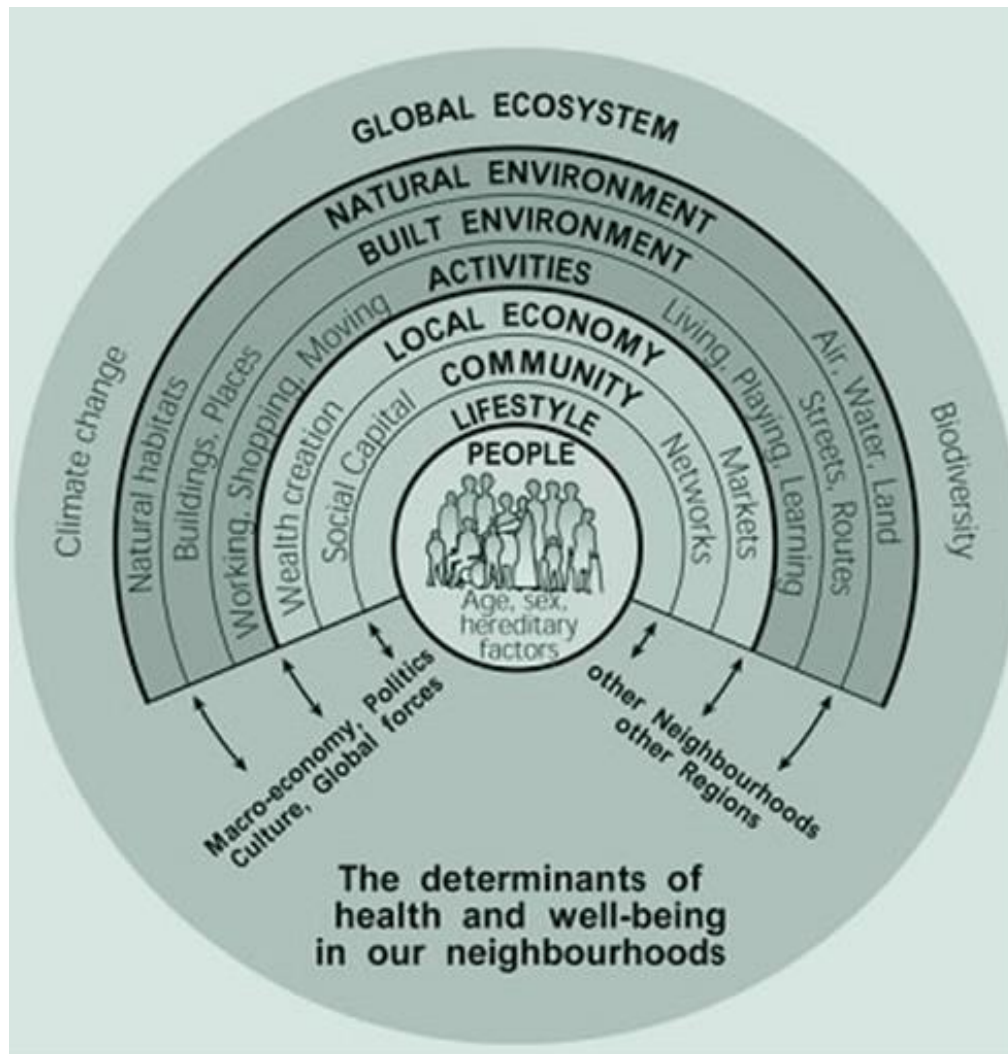 GLOBAL ECOSYSTEM
NATURAL ENVIRONMENT
BUILT ENVIRONMENT
ACTIVITIES
LOCAL ECONOMY
COMMUNITY
LIFESTYLE
PEOPLE
Age, sex,
hereditary
factors
Climate change
Natural habitats
Buildings, Places
Working, Shopping, Moving
Wealth creation
Social Capital
Networks
Markets
Living, Playing, Learning
Streets, Routes
Air, Water, Land
Biodiversity
Macro-economy, Politics
Culture, Global forces
other Neighbourhoods
other Regions
The determinants of
health and well-being
in our neighbourhoods